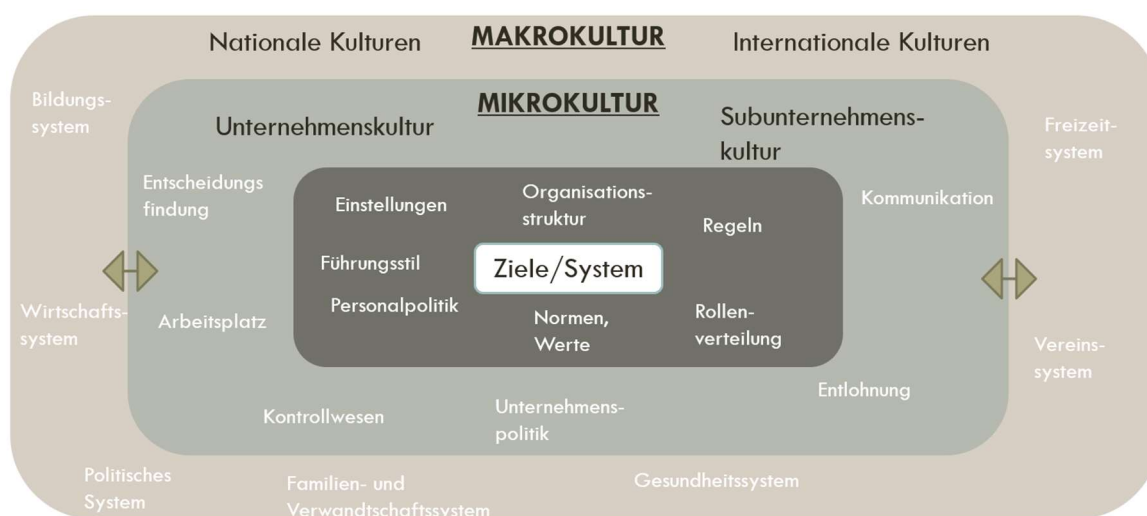 Nationale Kulturen
MAKROKULTUR
Internationale Kulturen
Bildungs-
system
MIKROKULTUR
Unternehmenskultur
Subunternehmens-
kultur
Freizeit-
system
Entscheidungs
findung
Einstellungen
Organisations-
struktur
Regeln
Kommunikation
Führungsstil
Ziele/System
Personalpolitik
Normen,
Werte
Rollen-
verteilung
Wirtschafts-
system
Arbeitsplatz
Vereins-
system
Kontrollwesen
Unternehmens-
politik
Entlohnung
Politisches
System
Familien- und
Verwandtschaftssystem
Gesundheitssystem